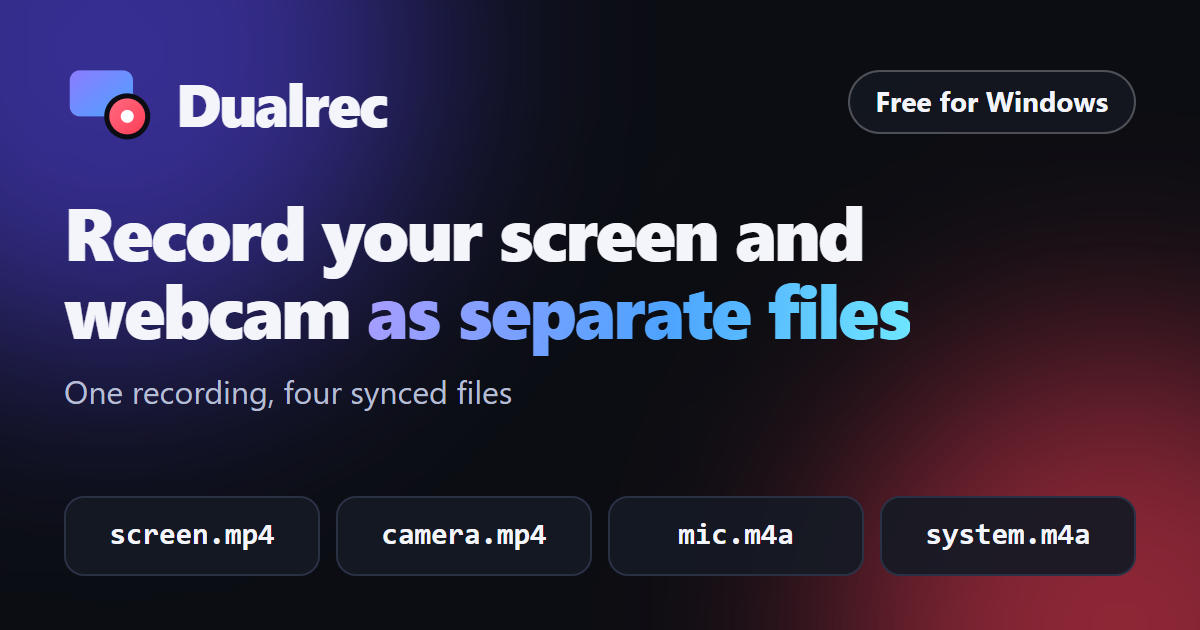 Dualrec
Free for Windows
Record your screen and
webcam as separate files
One recording, four synced files
screen.mp4
camera.mp4
mic.m4a
system.m4a